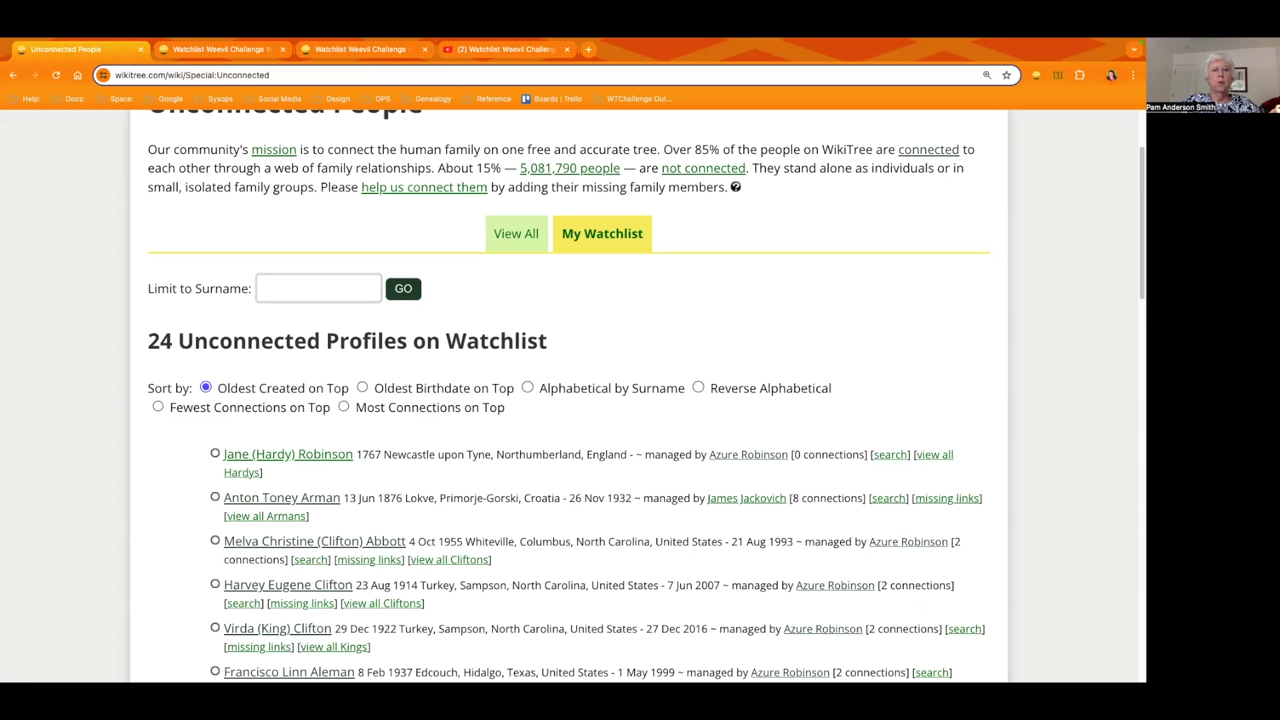 Unconnected People
Watchlist Weevil Challenge W
Watchlist Weevil Challenge -
(2) Watchlist Weevil Challenge
wikitree.com/wiki/Special:Unconnected
Help: Docs: Space: Google Sysops Social Media Design OPS Genealogy Reference Boards | Trello WTChallenge Out...
Pam Anderson Smith
Unconnected People
Our community's mission is to connect the human family on one free and accurate tree. Over 85% of the people on WikiTree are connected to
each other through a web of family relationships. About 15% — 5,081,790 people — are not connected. They stand alone as individuals or in
small, isolated family groups. Please help us connect them by adding their missing family members. ?
View All My Watchlist
Limit to Surname: GO
24 Unconnected Profiles on Watchlist
Sort by: Oldest Created on Top Oldest Birthdate on Top Alphabetical by Surname Reverse Alphabetical
Fewest Connections on Top Most Connections on Top
Jane (Hardy) Robinson 1767 Newcastle upon Tyne, Northumberland, England - ~ managed by Azure Robinson [0 connections] [search] [view all
Hardys]
Anton Toney Arman 13 Jun 1876 Lokve, Primorje-Gorski, Croatia - 26 Nov 1932 ~ managed by James Jackovich [8 connections] [search] [missing links]
[view all Armans]
Melva Christine (Clifton) Abbott 4 Oct 1955 Whiteville, Columbus, North Carolina, United States - 21 Aug 1993 ~ managed by Azure Robinson [2
connections] [search] [missing links] [view all Cliftons]
Harvey Eugene Clifton 23 Aug 1914 Turkey, Sampson, North Carolina, United States - 7 Jun 2007 ~ managed by Azure Robinson [2 connections]
[search] [missing links] [view all Cliftons]
Virda (King) Clifton 29 Dec 1922 Turkey, Sampson, North Carolina, United States - 27 Dec 2016 ~ managed by Azure Robinson [2 connections] [search]
[missing links] [view all Kings]
Francisco Linn Aleman 8 Feb 1937 Edcouch, Hidalgo, Texas, United States - 1 May 1999 ~ managed by Azure Robinson [2 connections] [search]